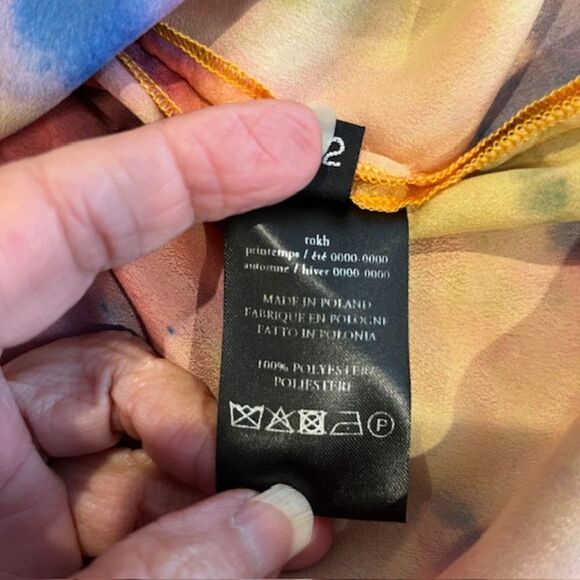 2
rokh
printemps / été 0000-0000
automne / hiver 0000-0000
MADE IN POLAND
FABRIQUE EN POLOGNE
FATTO IN POLONIA
100% POLYESTER/
POLIESTERE
P